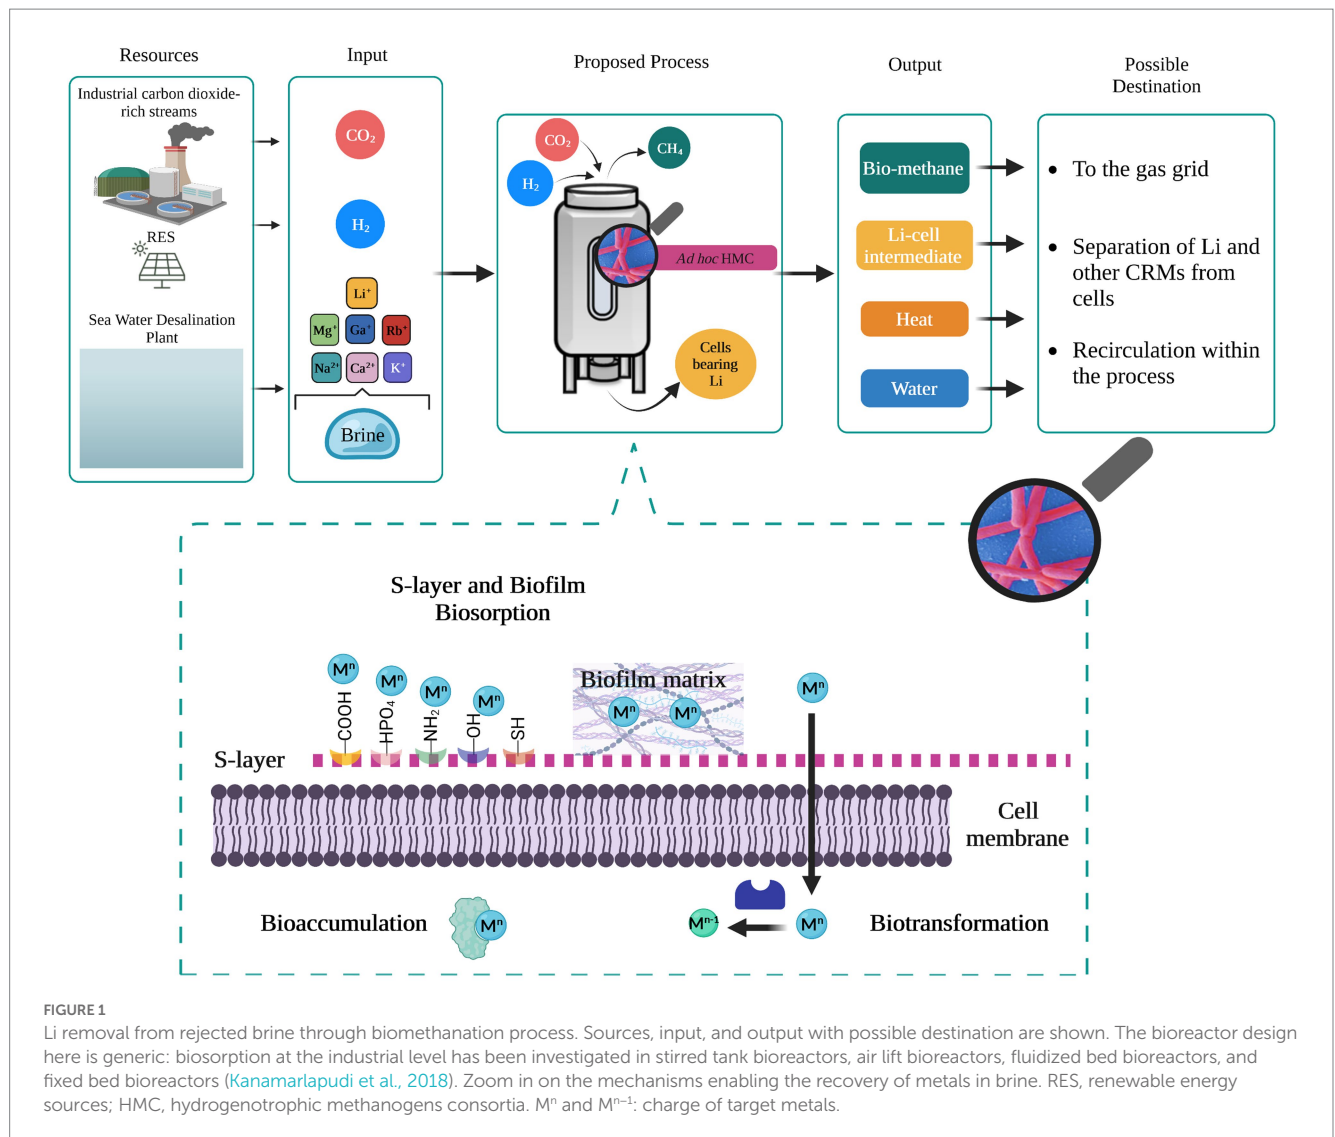 Resources
Input
Proposed Process
Output
Possible
Destination
Industrial carbon dioxide-
rich streams
RES
Sea Water Desalination
Plant
CO₂
H₂
Li⁺
Mg⁺
Ga⁺
Rb⁺
Na²⁺
Ca²⁺
K⁺
Brine
CO₂
H₂
CH₄
Ad hoc HMC
Cells
bearing
Li
Bio-methane
Li-cell
intermediate
Heat
Water
• To the gas grid
• Separation of Li and
other CRMs from
cells
• Recirculation within
the process
S-layer and Biofilm
Biosorption
Mⁿ
Mⁿ
Mⁿ
Mⁿ
COOH
HPO₄
NH₂
OH
SH
Biofilm matrix
Mⁿ
Mⁿ
Mⁿ
S-layer
Cell
membrane
Bioaccumulation
Mⁿ
Mⁿ⁻¹
Mⁿ
Biotransformation
FIGURE 1
Li removal from rejected brine through biomethanation process. Sources, input, and output with possible destination are shown. The bioreactor design
here is generic: biosorption at the industrial level has been investigated in stirred tank bioreactors, air lift bioreactors, fluidized bed bioreactors, and
fixed bed bioreactors (Kanamarlapudi et al., 2018). Zoom in on the mechanisms enabling the recovery of metals in brine. RES, renewable energy
sources; HMC, hydrogenotrophic methanogens consortia. Mⁿ and Mⁿ⁻¹: charge of target metals.